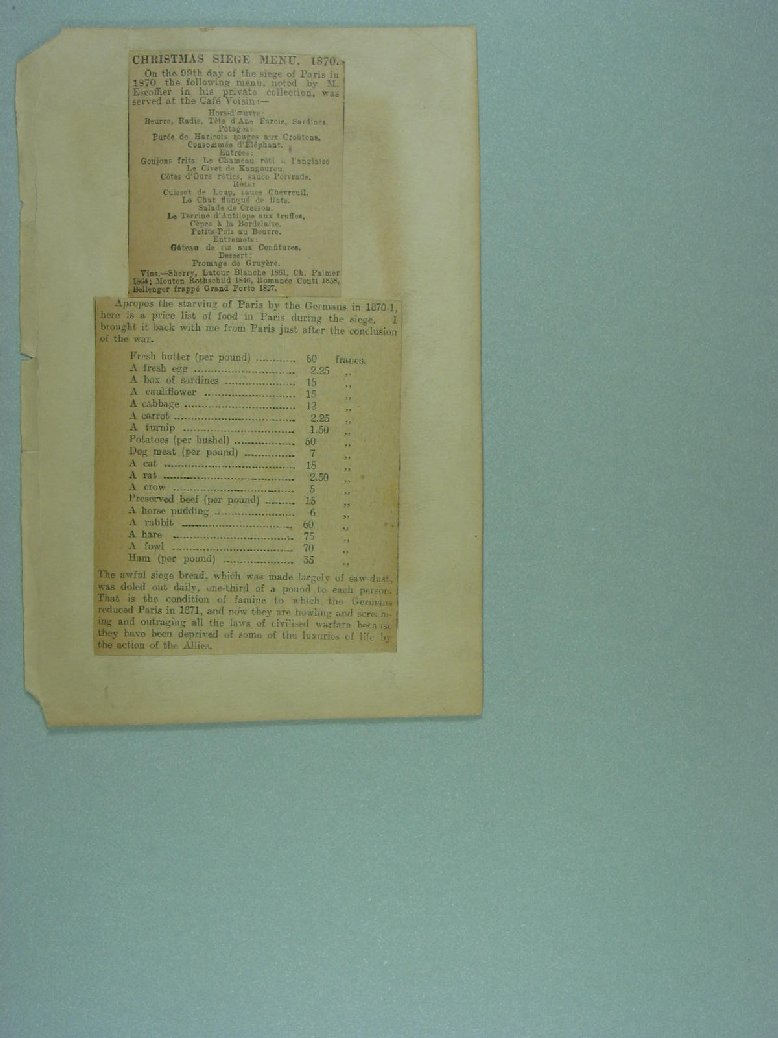 CHRISTMAS SIEGE MENU, 1870.
On the 99th day of the siege of Paris in
1870 the following menu, noted by M.
Escoffier in his private collection, was
served at the Café Voisin:—
Hors-d'œuvre:
Beurre, Radis, Tête d'Ane Farcie, Sardines.
Potages:
Purée de Haricots rouges aux Croûtons.
Consommée d'Eléphant.
Entrées:
Goujons frits Le Chameau rôti à l'anglaise
Le Civet de Kangourou.
Côtes d'Ours rôties, sauce Poivrade.
Rôts:
Cuissot de Loup, sauce Chevreuil.
Le Chat flanqué de Rats.
Salade de Cresson.
La Terrine d'Antilope aux truffes,
Cèpes à la Bordelaise.
Petits-Pois au Beurre.
Entremets:
Gâteau de riz aux Confitures.
Dessert:
Fromage de Gruyère.
Vins.—Sherry, Latour Blanche 1861, Ch. Palmer
1864; Mouton Rothschild 1846, Romanée Conti 1858,
Bellenger frappé Grand Porto 1827.
Apropos the starving of Paris by the Germans in 1870-1,
here is a price list of food in Paris during the siege. I
brought it back with me from Paris just after the conclusion
of the war.
Fresh butter (per pound) ............ 60 francs.
A fresh egg ............ 2.25 ,,
A box of sardines ............ 15 ,,
A cauliflower ............ 15 ,,
A cabbage ............ 12 ,,
A carrot ............ 2.25 ,,
A turnip ............ 1.50 ,,
Potatoes (per bushel) ............ 60 ,,
Dog meat (per pound) ............ 7 ,,
A cat ............ 15 ,,
A rat ............ 2.50 ,,
A crow ............ 5 ,,
Preserved beef (per pound) ............ 15 ,,
A horse pudding ............ 6 ,,
A rabbit ............ 60 ,,
A hare ............ 75 ,,
A fowl ............ 70 ,,
Ham (per pound) ............ 35 ,,
The awful siege bread, which was made largely of saw dust,
was doled out daily, one-third of a pound to each person.
That is the condition of famine to which the Germans
reduced Paris in 1871, and now they are howling and scream-
ing and outraging all the laws of civilised warfare because
they have been deprived of some of the luxuries of life by
the action of the Allies.